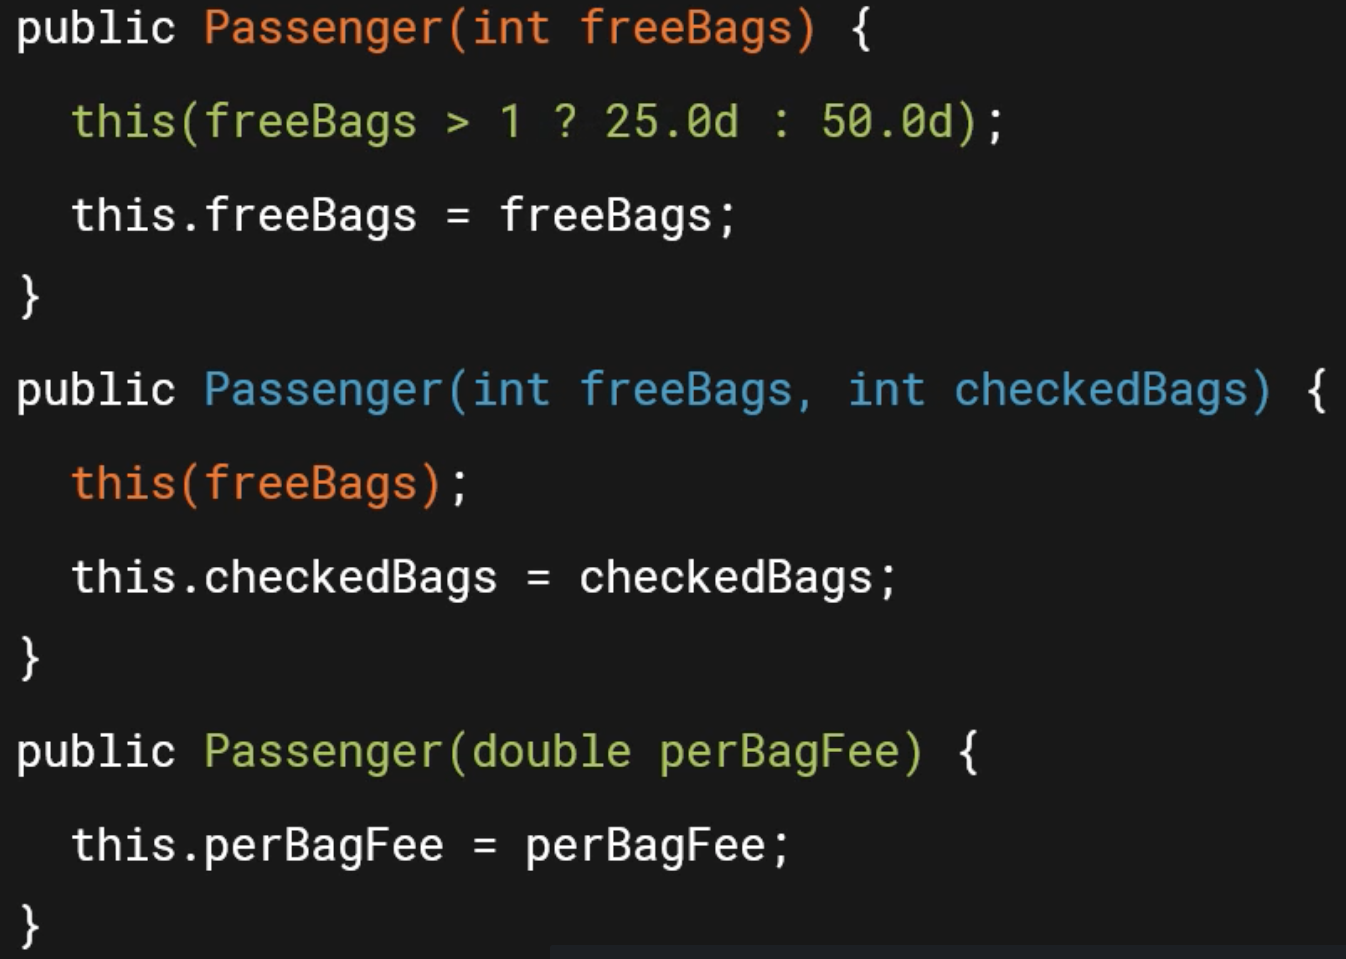 public Passenger(int freeBags) {
this(freeBags > 1 ? 25.0d : 50.0d);
this.freeBags = freeBags;
}
public Passenger(int freeBags, int checkedBags) {
this(freeBags);
this.checkedBags = checkedBags;
}
public Passenger(double perBagFee) {
this.perBagFee = perBagFee;
}